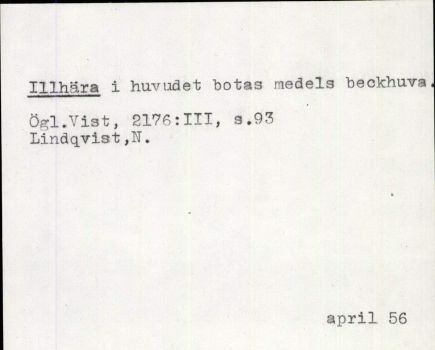 Illhära i huvudet botas medels beckhuva.
Ögl.Vist, 2176:III, s.93
Lindqvist,N.
april 56